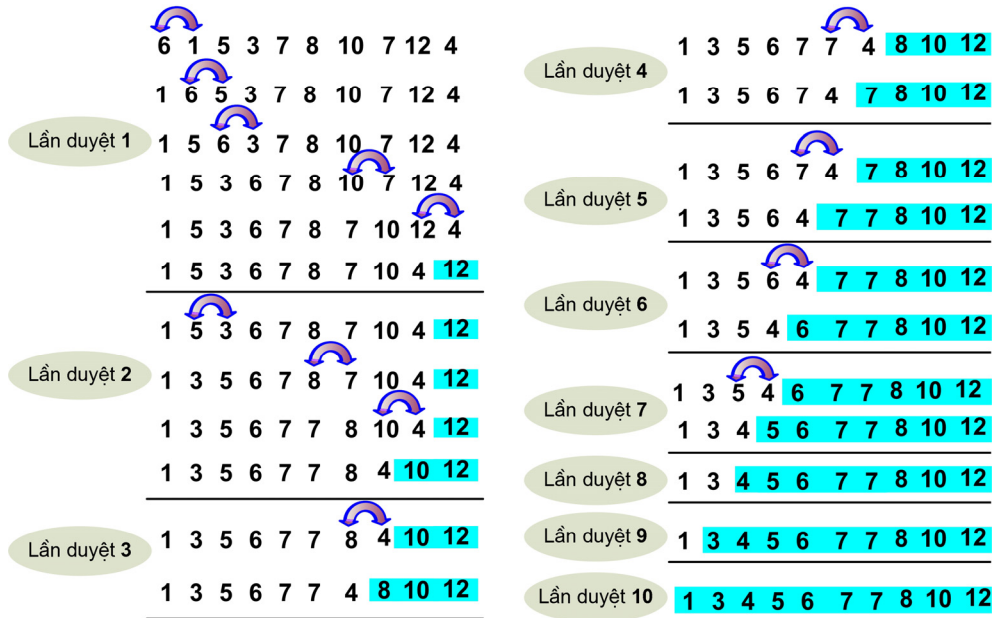 6 1 5 3 7 8 10 7 12 4
1 6 5 3 7 8 10 7 12 4
Lần duyệt 1
1 5 6 3 7 8 10 7 12 4
1 5 3 6 7 8 10 7 12 4
1 5 3 6 7 8 7 10 12 4
1 5 3 6 7 8 7 10 4 12
1 5 3 6 7 8 7 10 4 12
Lần duyệt 2
1 3 5 6 7 8 7 10 4 12
1 3 5 6 7 7 8 10 4 12
1 3 5 6 7 7 8 4 10 12
Lần duyệt 3
1 3 5 6 7 7 8 4 10 12
1 3 5 6 7 7 4 8 10 12
Lần duyệt 4
1 3 5 6 7 7 4 8 10 12
1 3 5 6 7 4 7 8 10 12
Lần duyệt 5
1 3 5 6 7 4 7 8 10 12
1 3 5 6 4 7 7 8 10 12
Lần duyệt 6
1 3 5 6 4 7 7 8 10 12
1 3 5 4 6 7 7 8 10 12
Lần duyệt 7
1 3 5 4 6 7 7 8 10 12
1 3 4 5 6 7 7 8 10 12
Lần duyệt 8
1 3 4 5 6 7 7 8 10 12
Lần duyệt 9
1 3 4 5 6 7 7 8 10 12
Lần duyệt 10
1 3 4 5 6 7 7 8 10 12